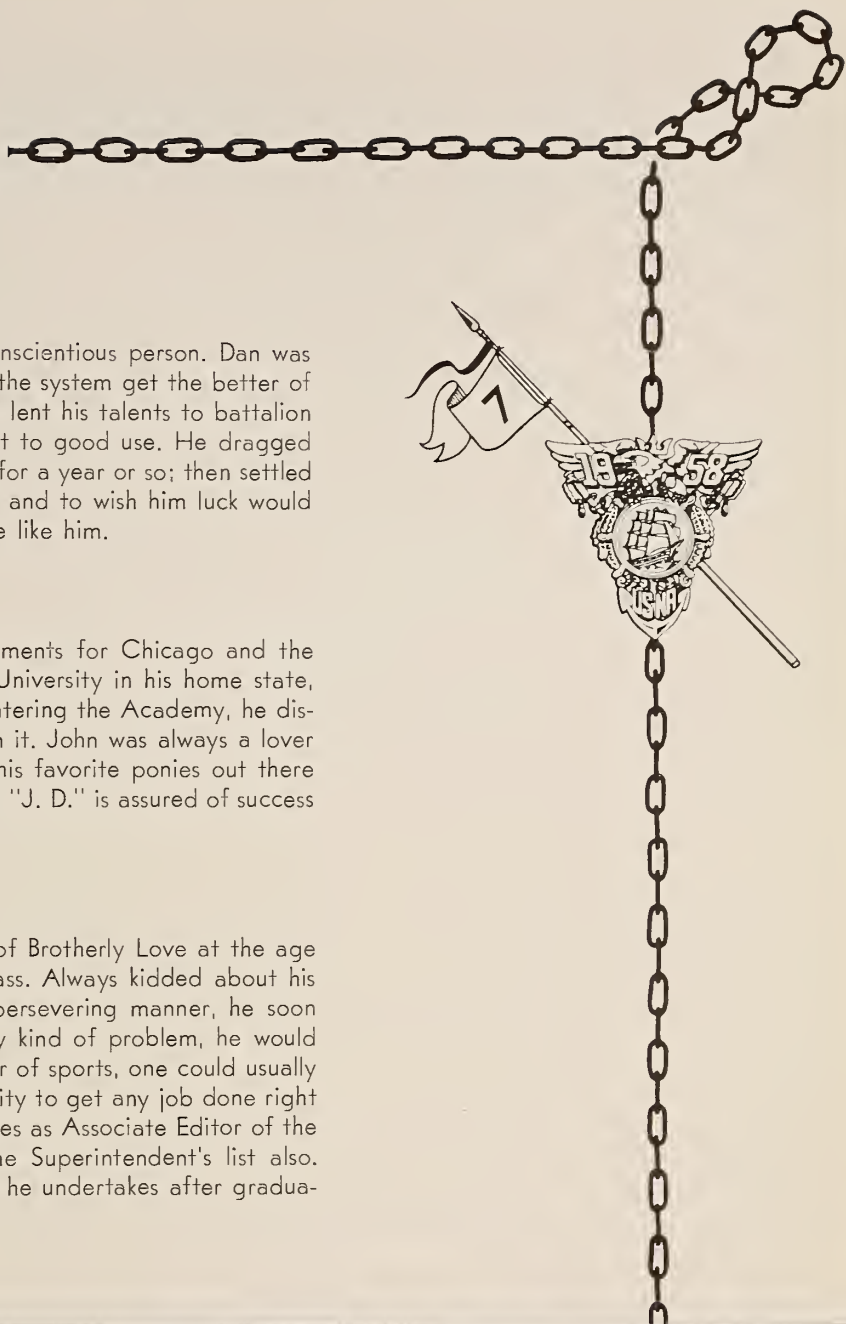 7
19 58
USNA
nscientious person. Dan was
the system get the better of
lent his talents to battalion
t to good use. He dragged
for a year or so; then settled
and to wish him luck would
e like him.
ments for Chicago and the
University in his home state,
tering the Academy, he dis-
n it. John was always a lover
his favorite ponies out there
"J. D." is assured of success
of Brotherly Love at the age
ass. Always kidded about his
persevering manner, he soon
y kind of problem, he would
r of sports, one could usually
ity to get any job done right
es as Associate Editor of the
ne Superintendent's list also.
he undertakes after gradua-